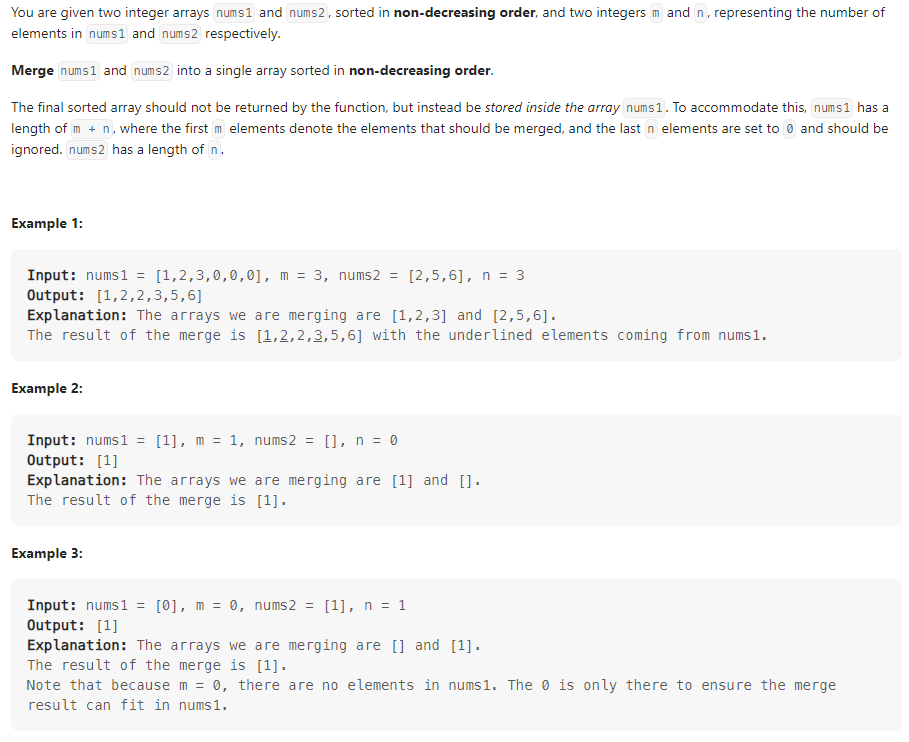 You are given two integer arrays nums1 and nums2, sorted in non-decreasing order, and two integers m and n, representing the number of
elements in nums1 and nums2 respectively.
Merge nums1 and nums2 into a single array sorted in non-decreasing order.
The final sorted array should not be returned by the function, but instead be stored inside the array nums1. To accommodate this, nums1 has a
length of m + n, where the first m elements denote the elements that should be merged, and the last n elements are set to 0 and should be
ignored. nums2 has a length of n.
Example 1:
Input: nums1 = [1,2,3,0,0,0], m = 3, nums2 = [2,5,6], n = 3
Output: [1,2,2,3,5,6]
Explanation: The arrays we are merging are [1,2,3] and [2,5,6].
The result of the merge is [1,2,2,3,5,6] with the underlined elements coming from nums1.
Example 2:
Input: nums1 = [1], m = 1, nums2 = [], n = 0
Output: [1]
Explanation: The arrays we are merging are [1] and [].
The result of the merge is [1].
Example 3:
Input: nums1 = [0], m = 0, nums2 = [1], n = 1
Output: [1]
Explanation: The arrays we are merging are [] and [1].
The result of the merge is [1].
Note that because m = 0, there are no elements in nums1. The 0 is only there to ensure the merge
result can fit in nums1.